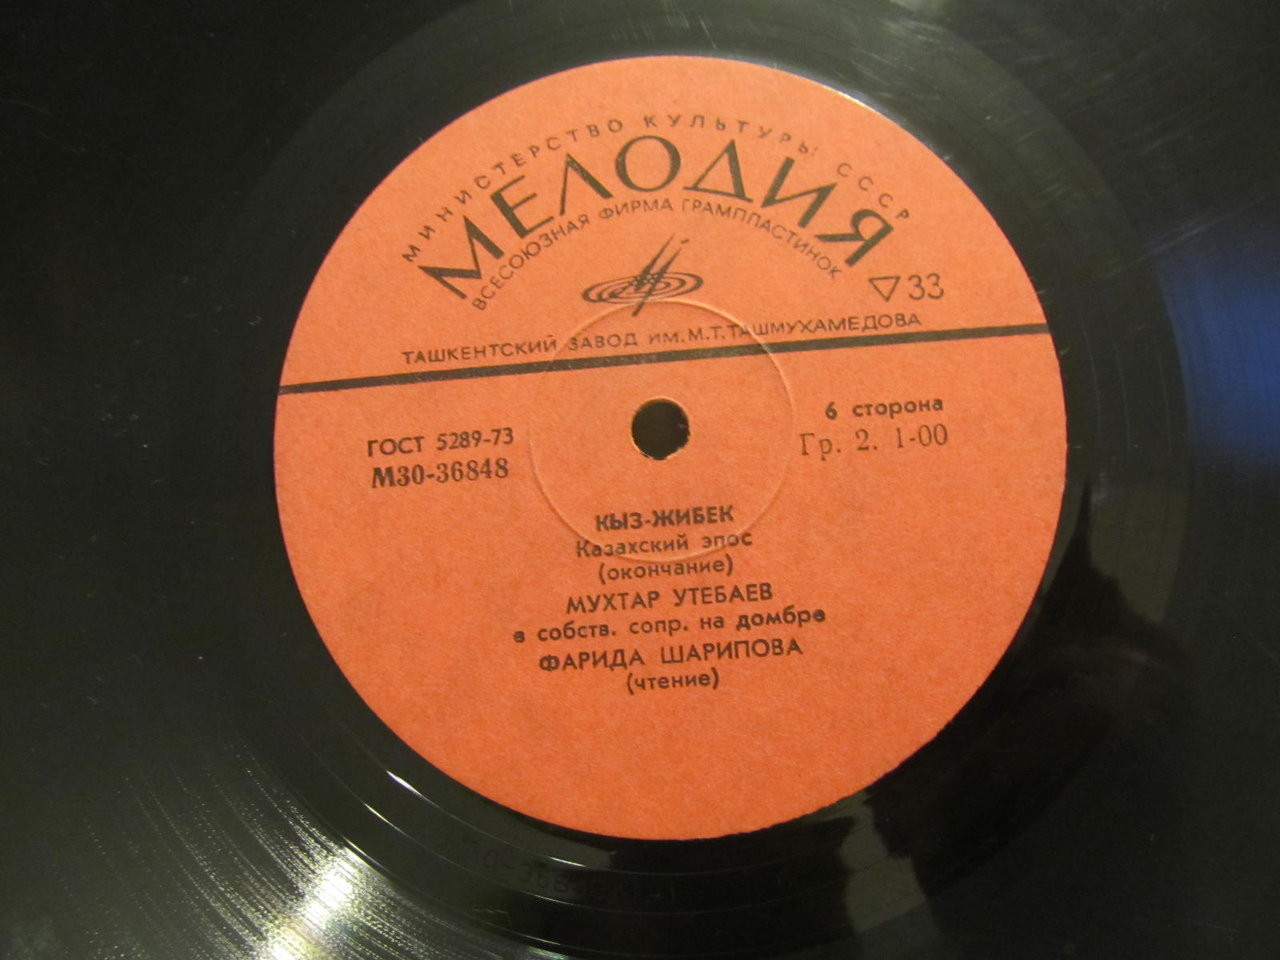 МИНИСТЕРСТВО КУЛЬТУРЫ СССР
МЕЛОДИЯ
ВСЕСОЮЗНАЯ ФИРМА ГРАМПЛАСТИНОК
33
ТАШКЕНТСКИЙ ЗАВОД ИМ. М.Т. ТАШМУХАМЕДОВА
ГОСТ 5289-73
М30-36848
6 сторона
Гр. 2. 1-00
КЫЗ-ЖИБЕК
Казахский эпос
(окончание)
МУХТАР УТЕБАЕВ
в собств. сопр. на домбре
ФАРИДА ШАРИПОВА
(чтение)